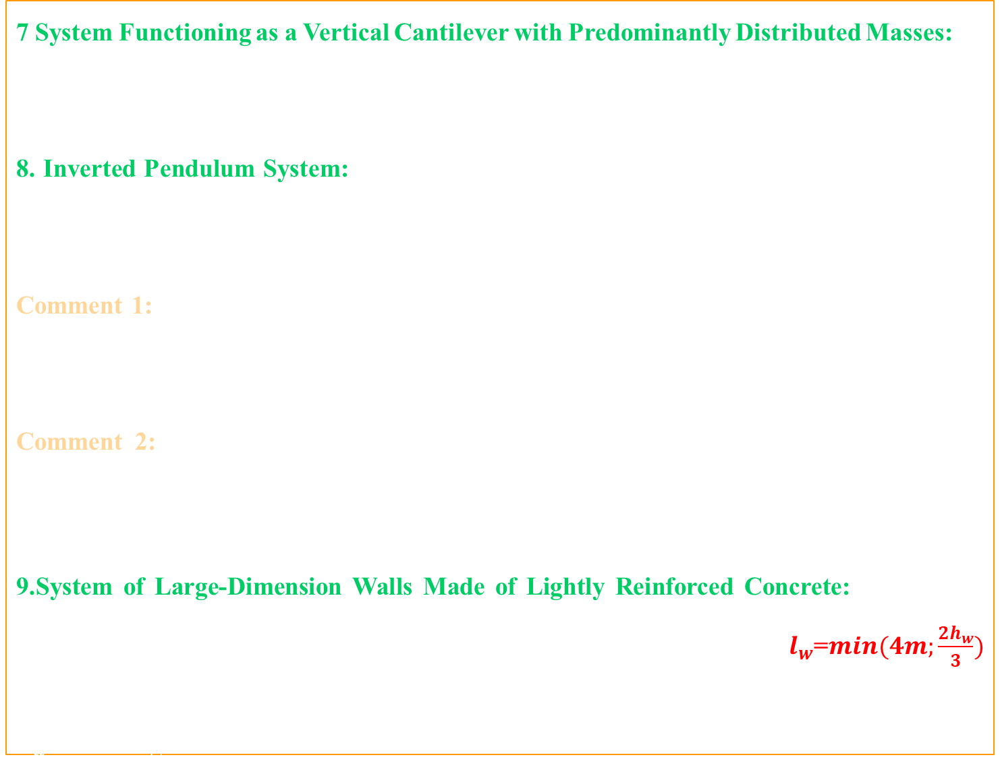 7 System Functioning as a Vertical Cantilever with Predominantly Distributed Masses:
8. Inverted Pendulum System:
Comment 1:
Comment 2:
9.System of Large-Dimension Walls Made of Lightly Reinforced Concrete:
l_w=min(4m; 2h_w/3)